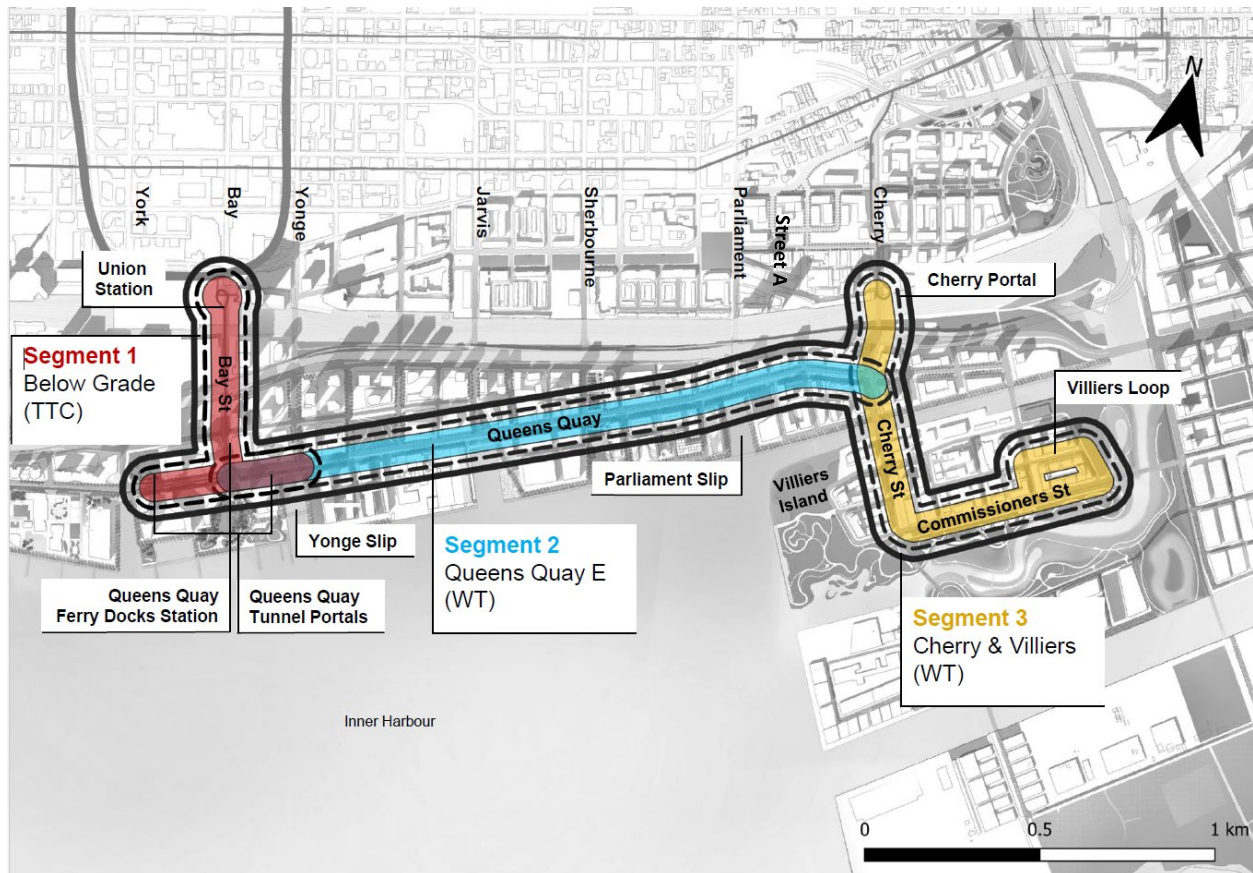 N
York
Bay
Yonge
Jarvis
Sherbourne
Parliament
Street A
Cherry
Union
Station
Cherry Portal
Segment 1
Below Grade
(TTC)
Bay St
Villiers Loop
Queens Quay
Cherry St
Parliament Slip
Villiers
Island
Commissioners St
Yonge Slip
Segment 2
Queens Quay E
(WT)
Queens Quay
Ferry Docks Station
Queens Quay
Tunnel Portals
Segment 3
Cherry & Villiers
(WT)
Inner Harbour
0
0.5
1 km